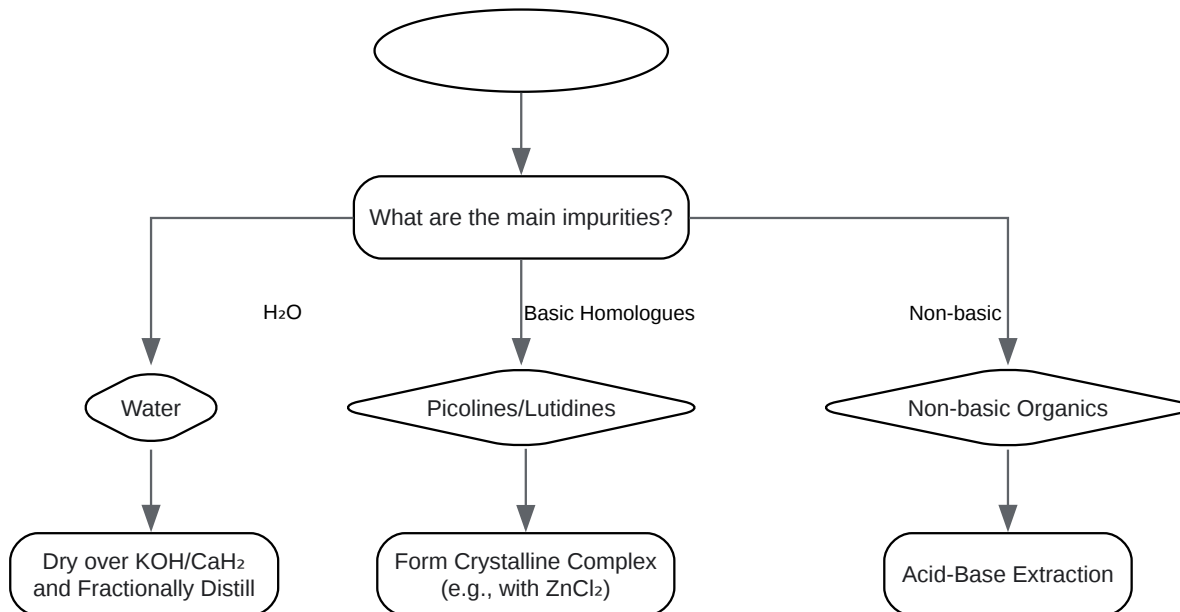 What are the main impurities?
H₂O
Basic Homologues
Non-basic
Water
Picolines/Lutidines
Non-basic Organics
Dry over KOH/CaH₂
and Fractionally Distill
Form Crystalline Complex
(e.g., with ZnCl₂)
Acid-Base Extraction